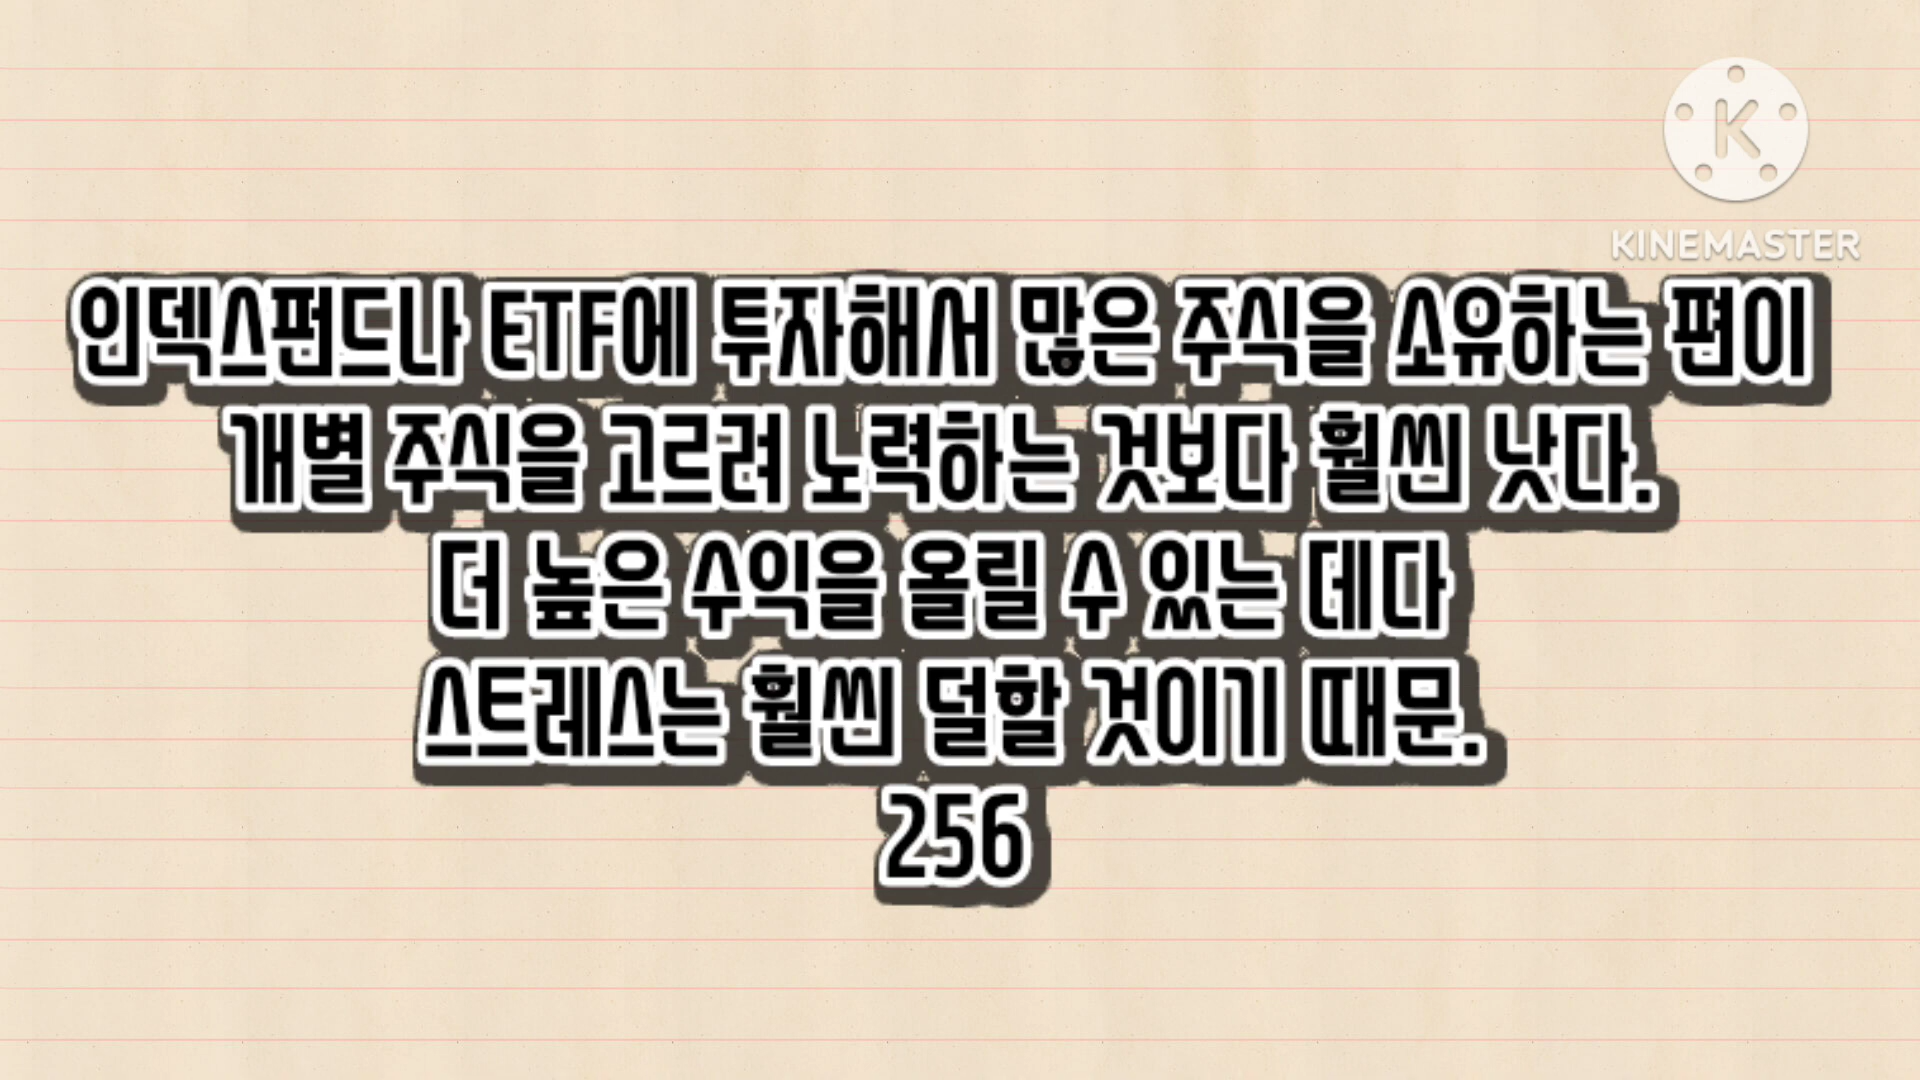 KINEMASTER
인덱스펀드나 ETF에 투자해서 많은 주식을 소유하는 편이
개별 주식을 고르려 노력하는 것보다 훨씬 낫다.
더 높은 수익을 올릴 수 있는 데다
스트레스는 훨씬 덜할 것이기 때문.
256